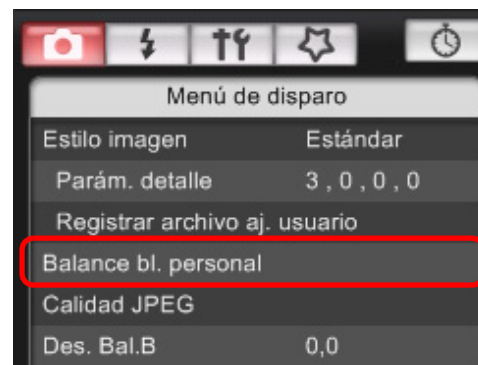 Menú de disparo
Estilo imagen Estándar
Parám. detalle 3 , 0 , 0 , 0
Registrar archivo aj. usuario
Balance bl. personal
Calidad JPEG
Des. Bal.B 0,0